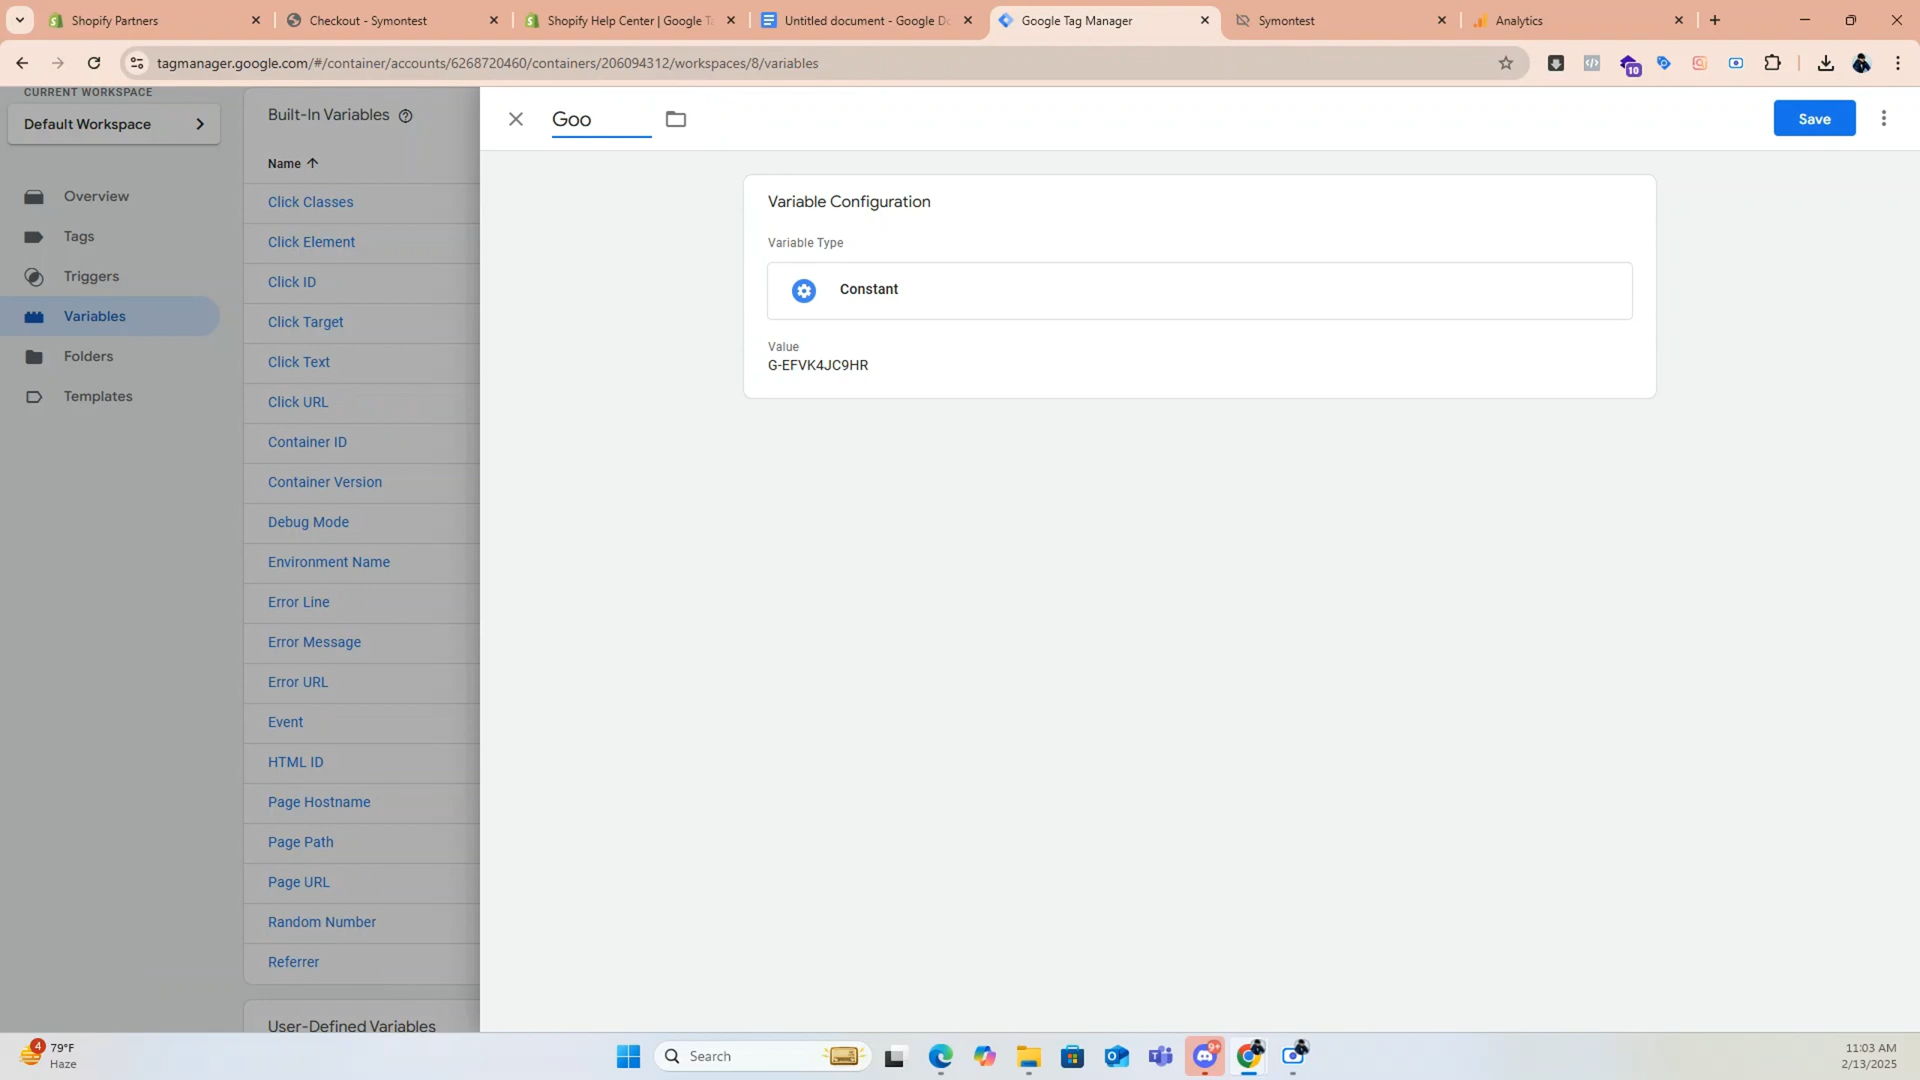 Shopify Partners
Checkout - Symontest
Shopify Help Center | Google T
Untitled document - Google Do
Google Tag Manager
Symontest
Analytics
tagmanager.google.com/#/container/accounts/6268720460/containers/206094312/workspaces/8/variables
10
CURRENT WORKSPACE
Default Workspace
Overview
Tags
Triggers
Variables
Folders
Templates
Built-In Variables
Name
Click Classes
Click Element
Click ID
Click Target
Click Text
Click URL
Container ID
Container Version
Debug Mode
Environment Name
Error Line
Error Message
Error URL
Event
HTML ID
Page Hostname
Page Path
Page URL
Random Number
Referrer
User-Defined Variables
Goo
Save
Variable Configuration
Variable Type
Constant
Value
G-EFVK4JC9HR
4
79°F
Haze
Search
9+
11:03 AM
2/13/2025